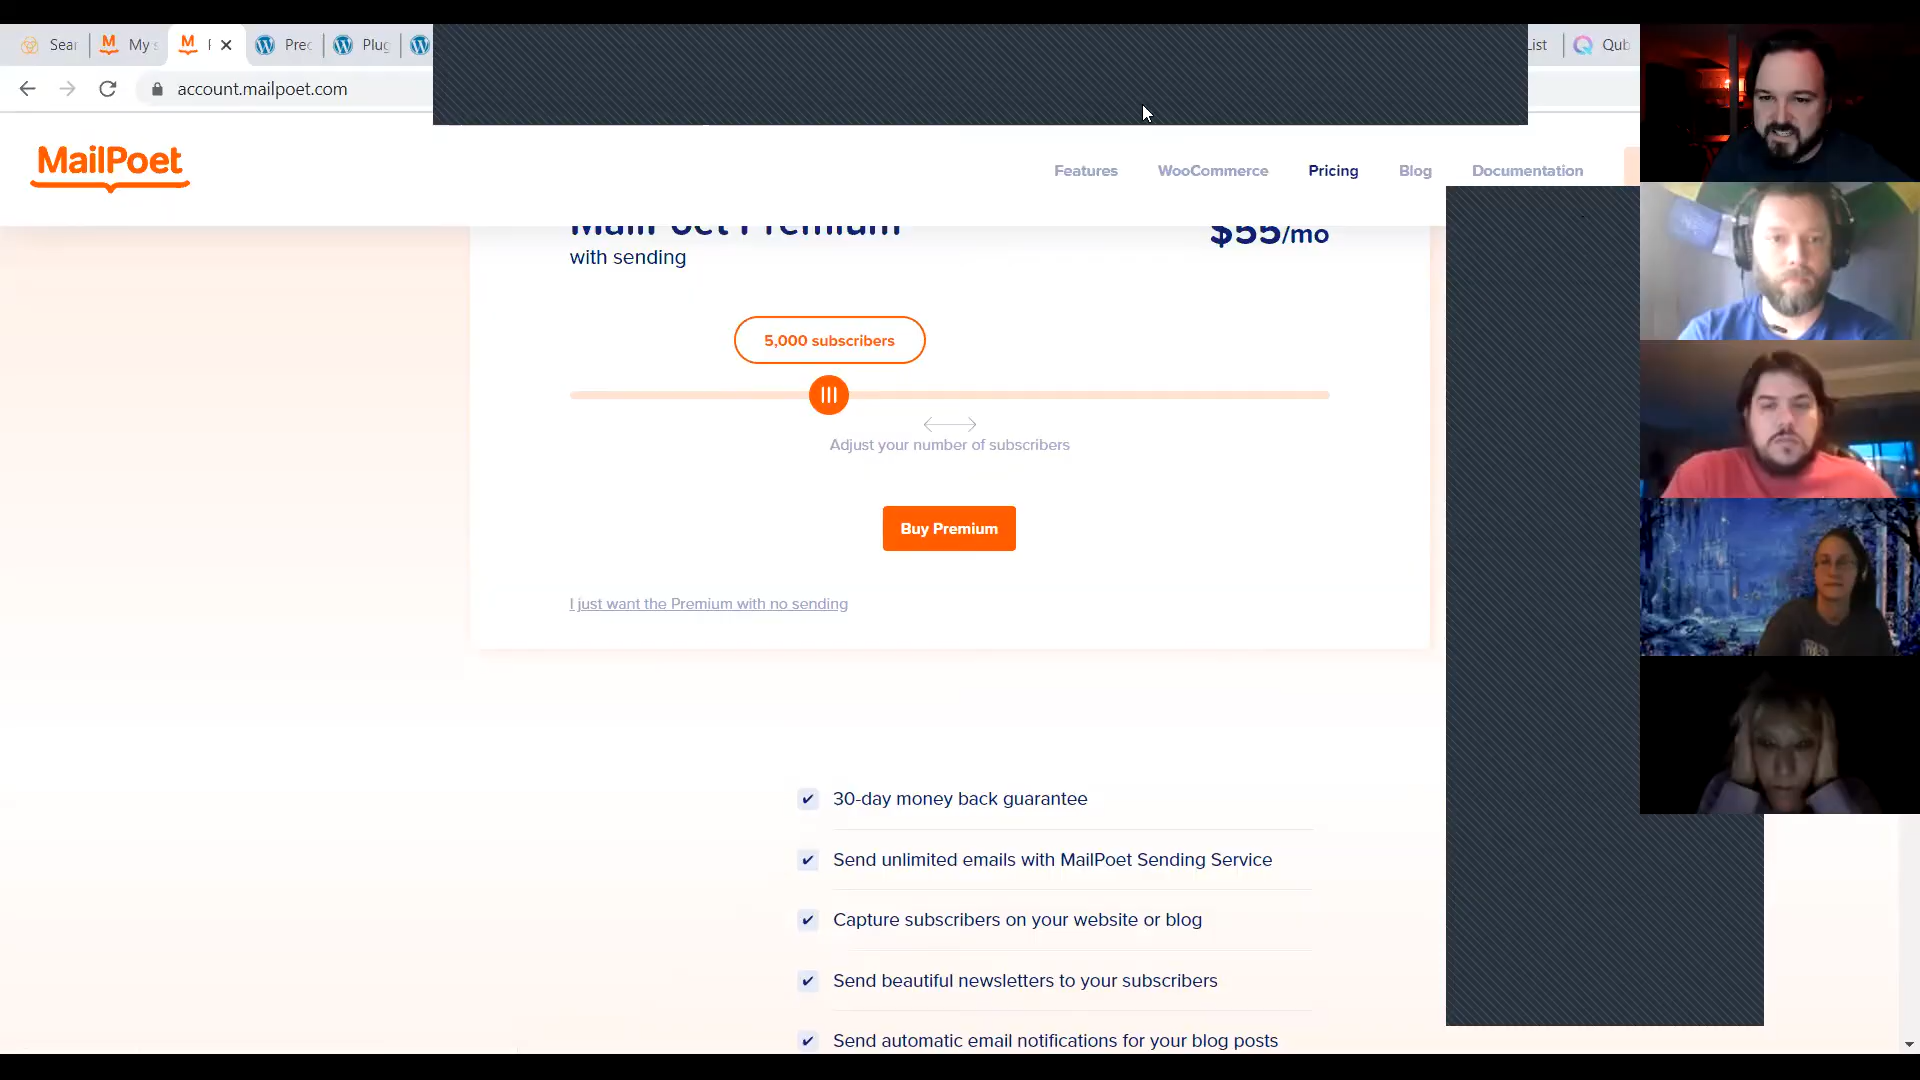 Sear
My s
Prec
Plug
List
Qub
account.mailpoet.com
MailPoet
Features
WooCommerce
Pricing
Blog
Documentation
MailPoet Premium
$55/mo
with sending
5,000 subscribers
Adjust your number of subscribers
Buy Premium
I just want the Premium with no sending
30-day money back guarantee
Send unlimited emails with MailPoet Sending Service
Capture subscribers on your website or blog
Send beautiful newsletters to your subscribers
Send automatic email notifications for your blog posts